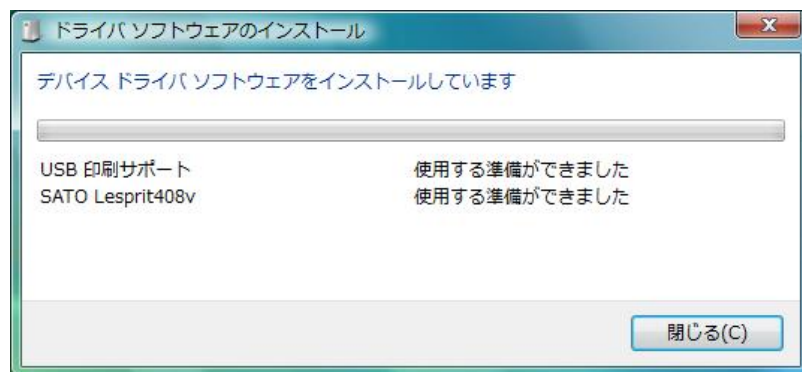 ドライバ ソフトウェアのインストール
デバイス ドライバ ソフトウェアをインストールしています
USB 印刷サポート 使用する準備ができました
SATO Lesprit408v 使用する準備ができました
閉じる(C)